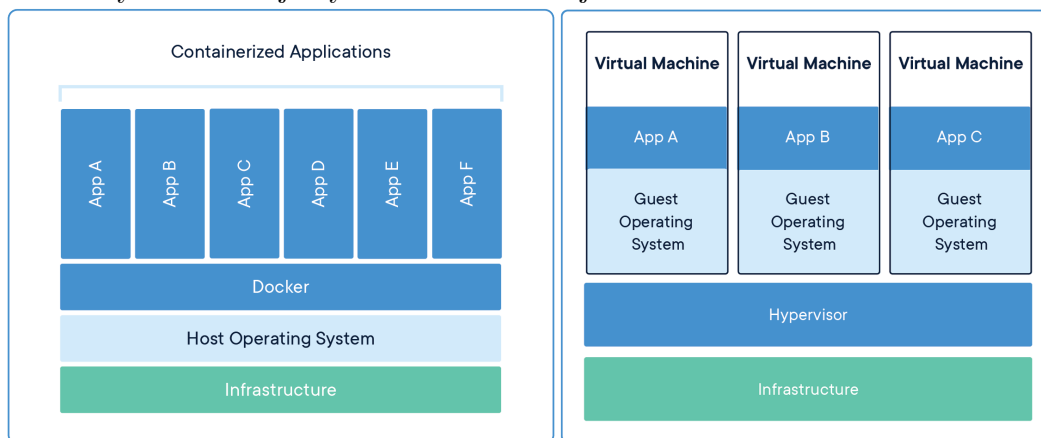 Containerized Applications
App A
App B
App C
App D
App E
App F
Docker
Host Operating System
Infrastructure
Virtual Machine
App A
Guest
Operating
System
Virtual Machine
App B
Guest
Operating
System
Virtual Machine
App C
Guest
Operating
System
Hypervisor
Infrastructure